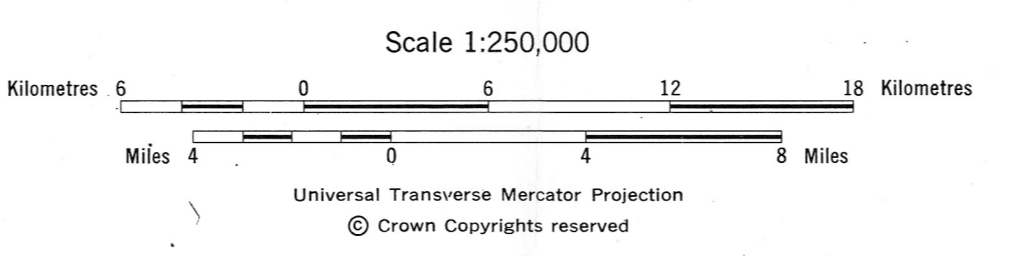 Scale 1:250,000
Kilometres 6 0 6 12 18 Kilometres
Miles 4 0 4 8 Miles
Universal Transverse Mercator Projection
© Crown Copyrights reserved